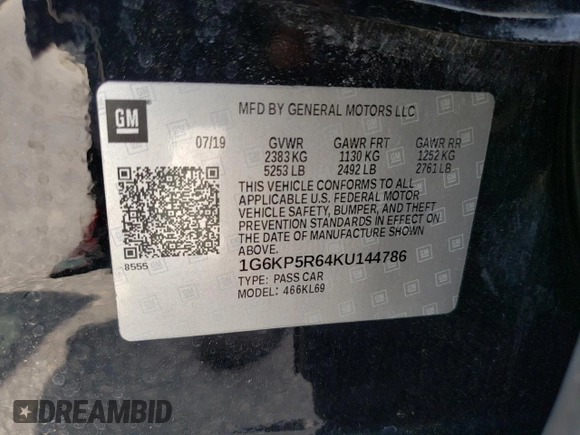 GM
MFD BY GENERAL MOTORS LLC
07/19 GVWR GAWR FRT GAWR RR
2383 KG 1130 KG 1252 KG
5253 LB 2492 LB 2761 LB
THIS VEHICLE CONFORMS TO ALL
APPLICABLE U.S. FEDERAL MOTOR
VEHICLE SAFETY, BUMPER, AND THEFT
PREVENTION STANDARDS IN EFFECT ON
THE DATE OF MANUFACTURE SHOWN
ABOVE.
8555
1G6KP5R64KU144786
TYPE: PASS CAR
MODEL: 466KL69
DREAMBID